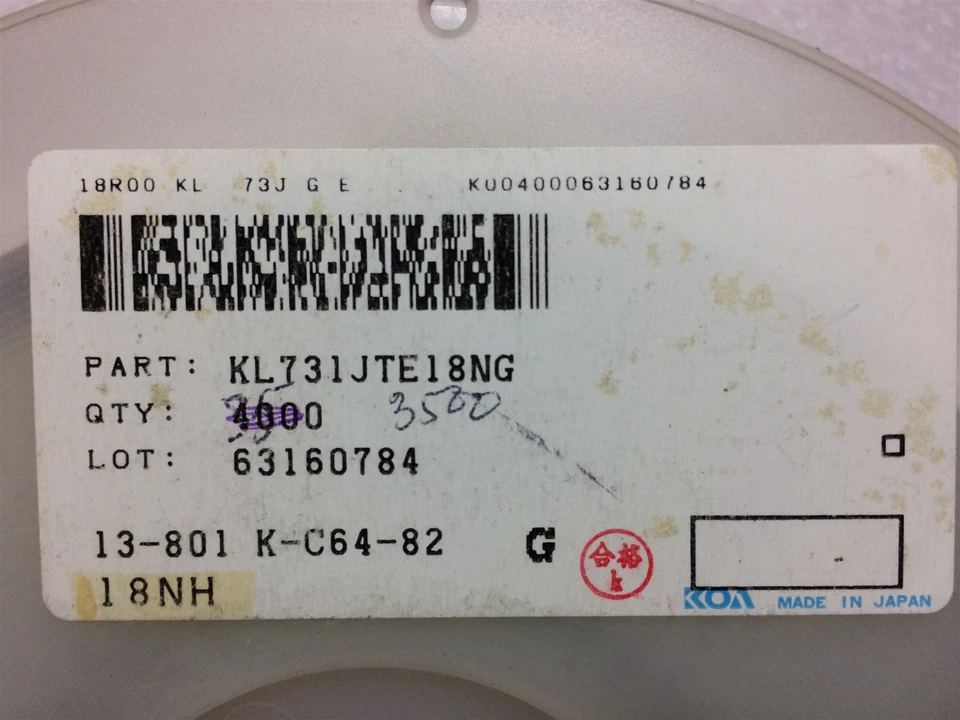 18R00 KL 73J G E K00400063160784
PART: KL731JTE18NG
QTY: 4000 3500
LOT: 63160784
13-801 K-C64-82 G
合格
k
18NH
KOA MADE IN JAPAN